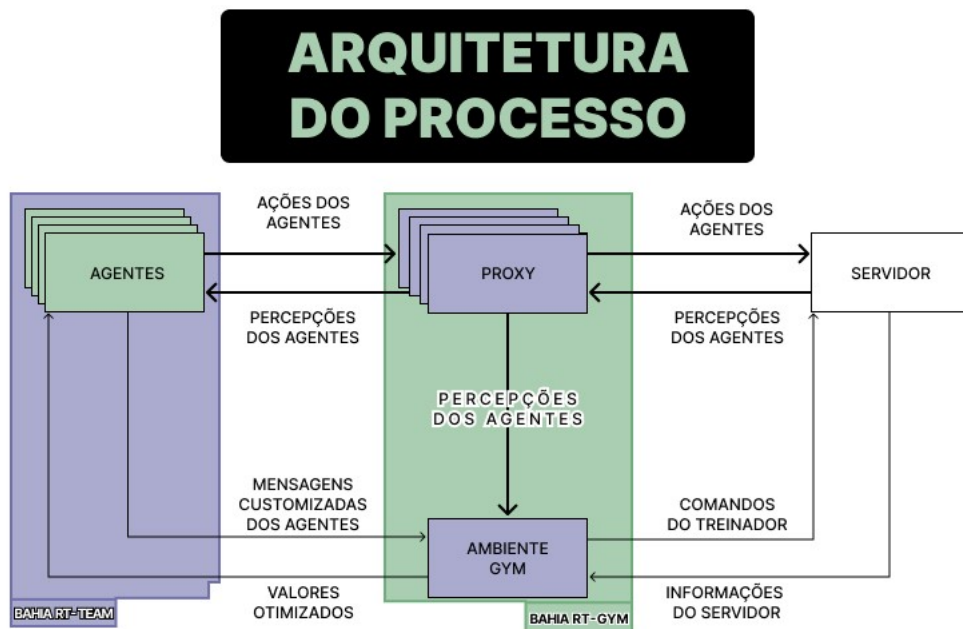 ARQUITETURA
DO PROCESSO
AÇÕES DOS
AGENTES
AÇÕES DOS
AGENTES
AGENTES
PROXY
SERVIDOR
PERCEPÇÕES
DOS AGENTES
PERCEPÇÕES
DOS AGENTES
PERCEPÇÕES
DOS AGENTES
MENSAGENS
CUSTOMIZADAS
DOS AGENTES
COMANDOS
DO TREINADOR
AMBIENTE
GYM
VALORES
OTIMIZADOS
INFORMAÇÕES
DO SERVIDOR
BAHIA RT-TEAM
BAHIA RT-GYM